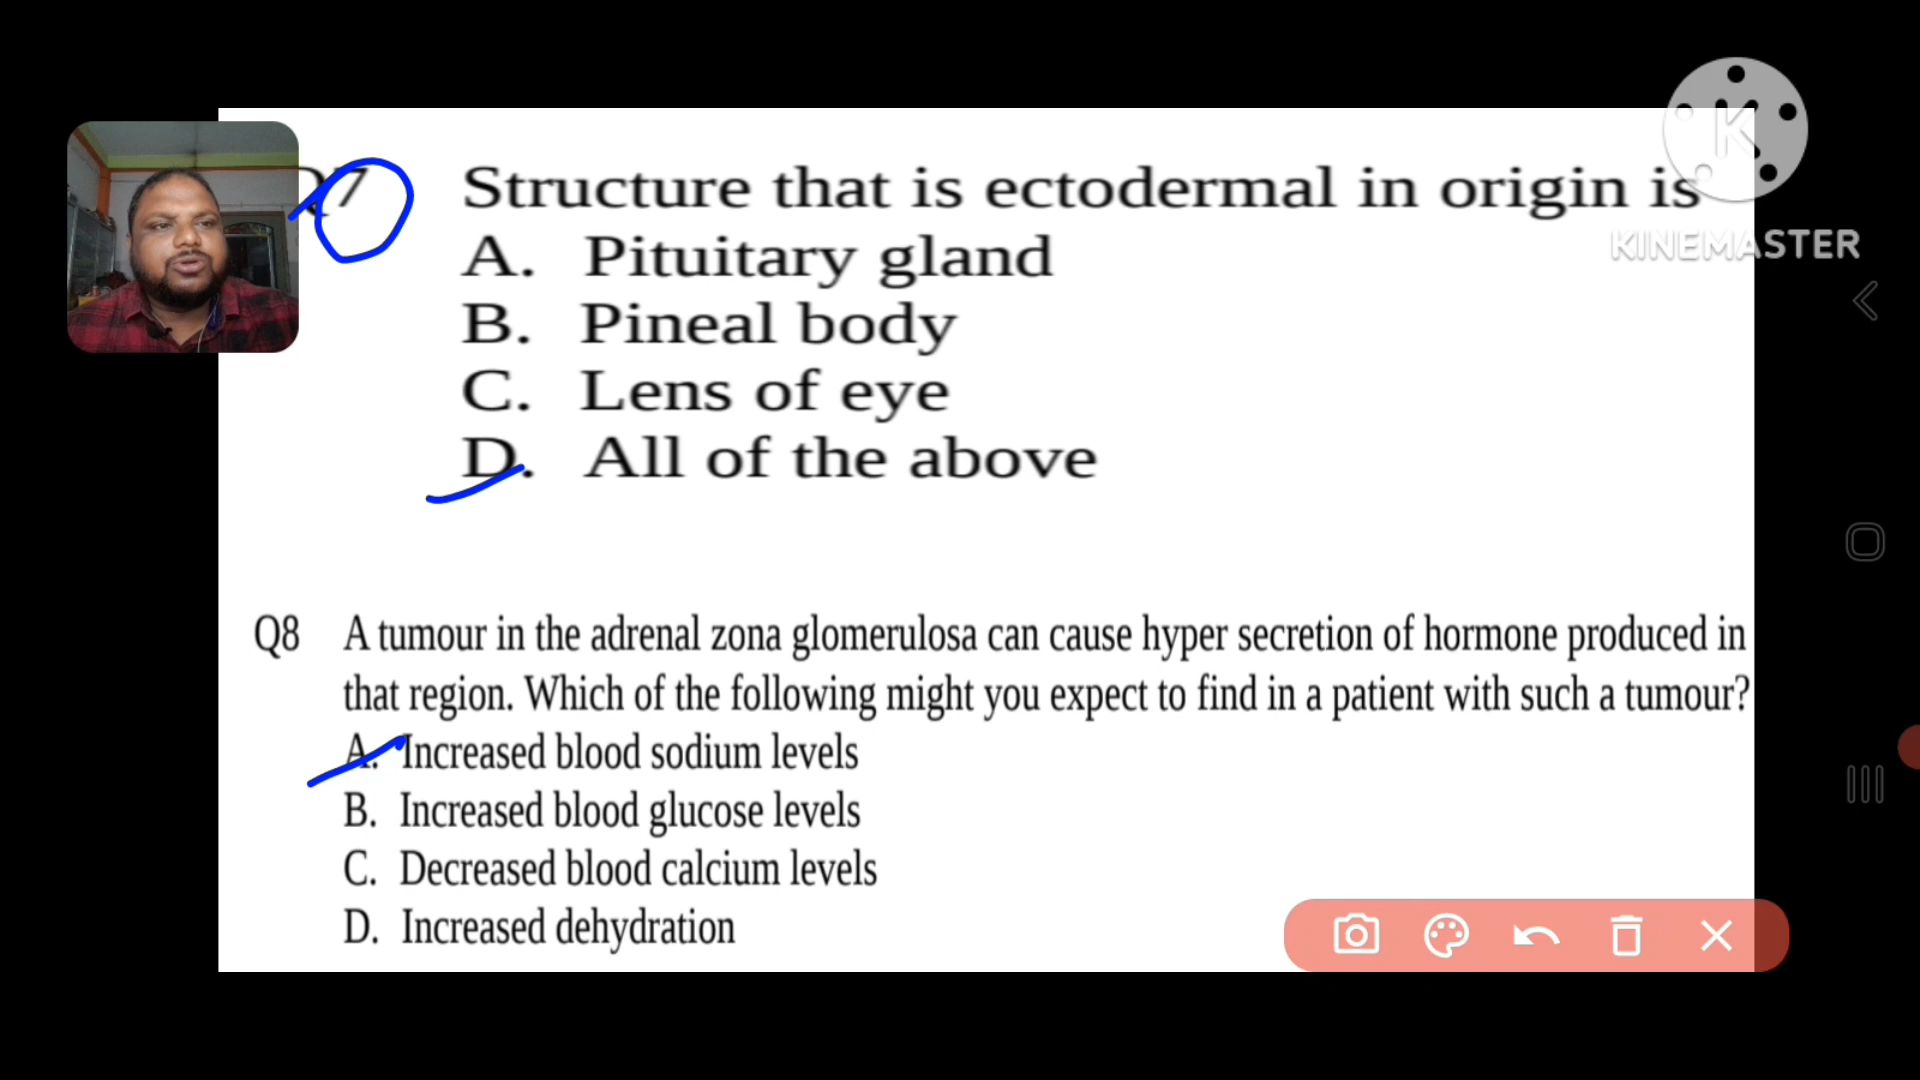 Q7 Structure that is ectodermal in origin is
A. Pituitary gland
B. Pineal body
C. Lens of eye
D. All of the above
K
KINEMASTER
Q8 A tumour in the adrenal zona glomerulosa can cause hyper secretion of hormone produced in
that region. Which of the following might you expect to find in a patient with such a tumour?
A. Increased blood sodium levels
B. Increased blood glucose levels
C. Decreased blood calcium levels
D. Increased dehydration